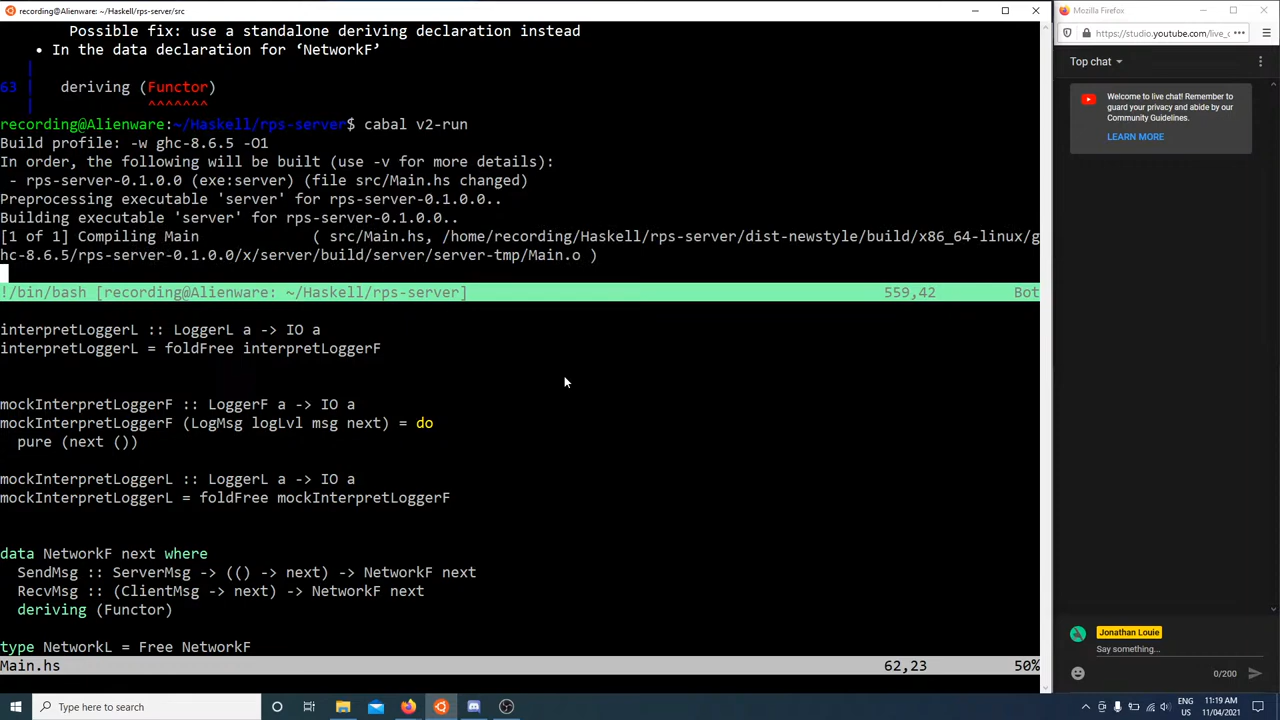 recording@Alienware: ~/Haskell/rps-server/src
Possible fix: use a standalone deriving declaration instead
• In the data declaration for ‘NetworkF’
|
63 |   deriving (Functor)
|             ^^^^^^^
recording@Alienware:~/Haskell/rps-server$ cabal v2-run
Build profile: -w ghc-8.6.5 -O1
In order, the following will be built (use -v for more details):
- rps-server-0.1.0.0 (exe:server) (file src/Main.hs changed)
Preprocessing executable 'server' for rps-server-0.1.0.0..
Building executable 'server' for rps-server-0.1.0.0..
[1 of 1] Compiling Main             ( src/Main.hs, /home/recording/Haskell/rps-server/dist-newstyle/build/x86_64-linux/g
hc-8.6.5/rps-server-0.1.0.0/x/server/build/server/server-tmp/Main.o )
!/bin/bash [recording@Alienware: ~/Haskell/rps-server] 559,42 Bot
interpretLoggerL :: LoggerL a -> IO a
interpretLoggerL = foldFree interpretLoggerF
mockInterpretLoggerF :: LoggerF a -> IO a
mockInterpretLoggerF (LogMsg logLvl msg next) = do
pure (next ())
mockInterpretLoggerL :: LoggerL a -> IO a
mockInterpretLoggerL = foldFree mockInterpretLoggerF
data NetworkF next where
SendMsg :: ServerMsg -> (() -> next) -> NetworkF next
RecvMsg :: (ClientMsg -> next) -> NetworkF next
deriving (Functor)
type NetworkL = Free NetworkF
Main.hs 62,23 50%
Mozilla Firefox
https://studio.youtube.com/live_c
Top chat
Welcome to live chat! Remember to
guard your privacy and abide by our
Community Guidelines.
LEARN MORE
Jonathan Louie
Say something...
0/200
Type here to search
ENG
US
11:19 AM
11/04/2021